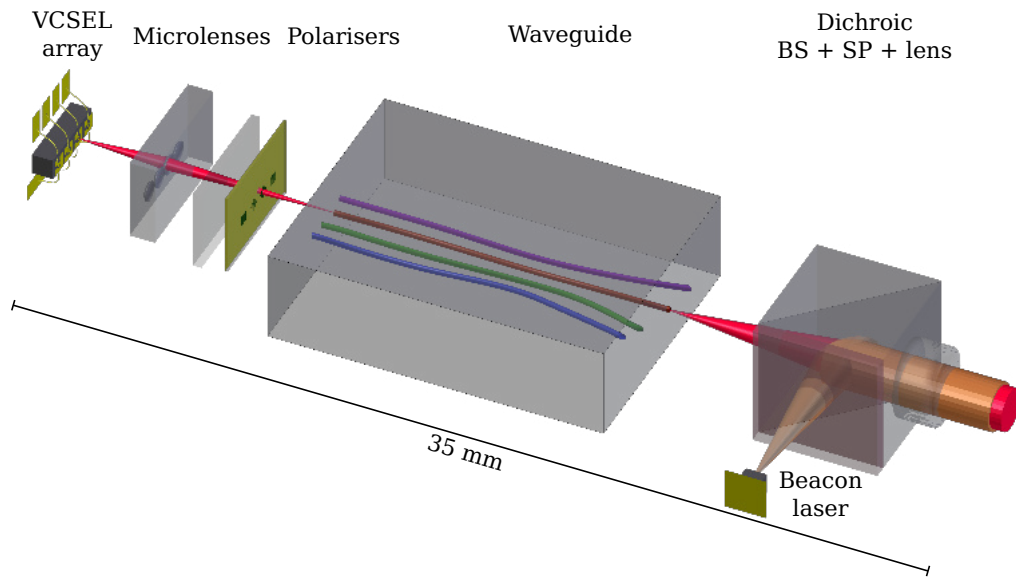 VCSEL
array
Microlenses
Polarisers
Waveguide
Dichroic
BS + SP + lens
35 mm
Beacon
laser